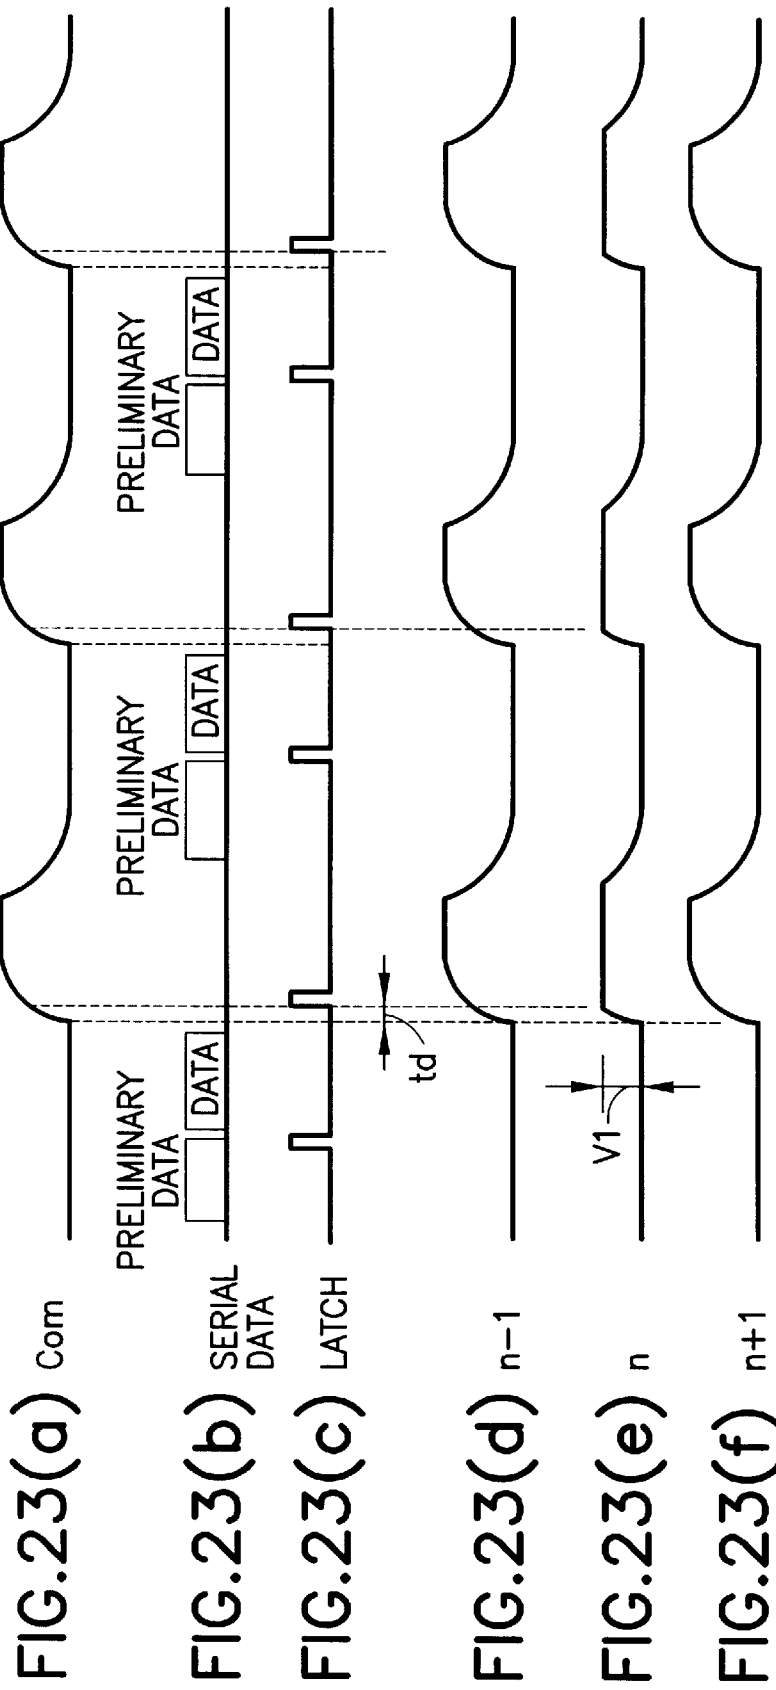 FIG.23(a) Com
PRELIMINARY
DATA
DATA
PRELIMINARY
DATA
DATA
PRELIMINARY
DATA
DATA
FIG.23(b) SERIAL
DATA
FIG.23(c) LATCH
td
FIG.23(d) n-1
V1
FIG.23(e) n
FIG.23(f) n+1